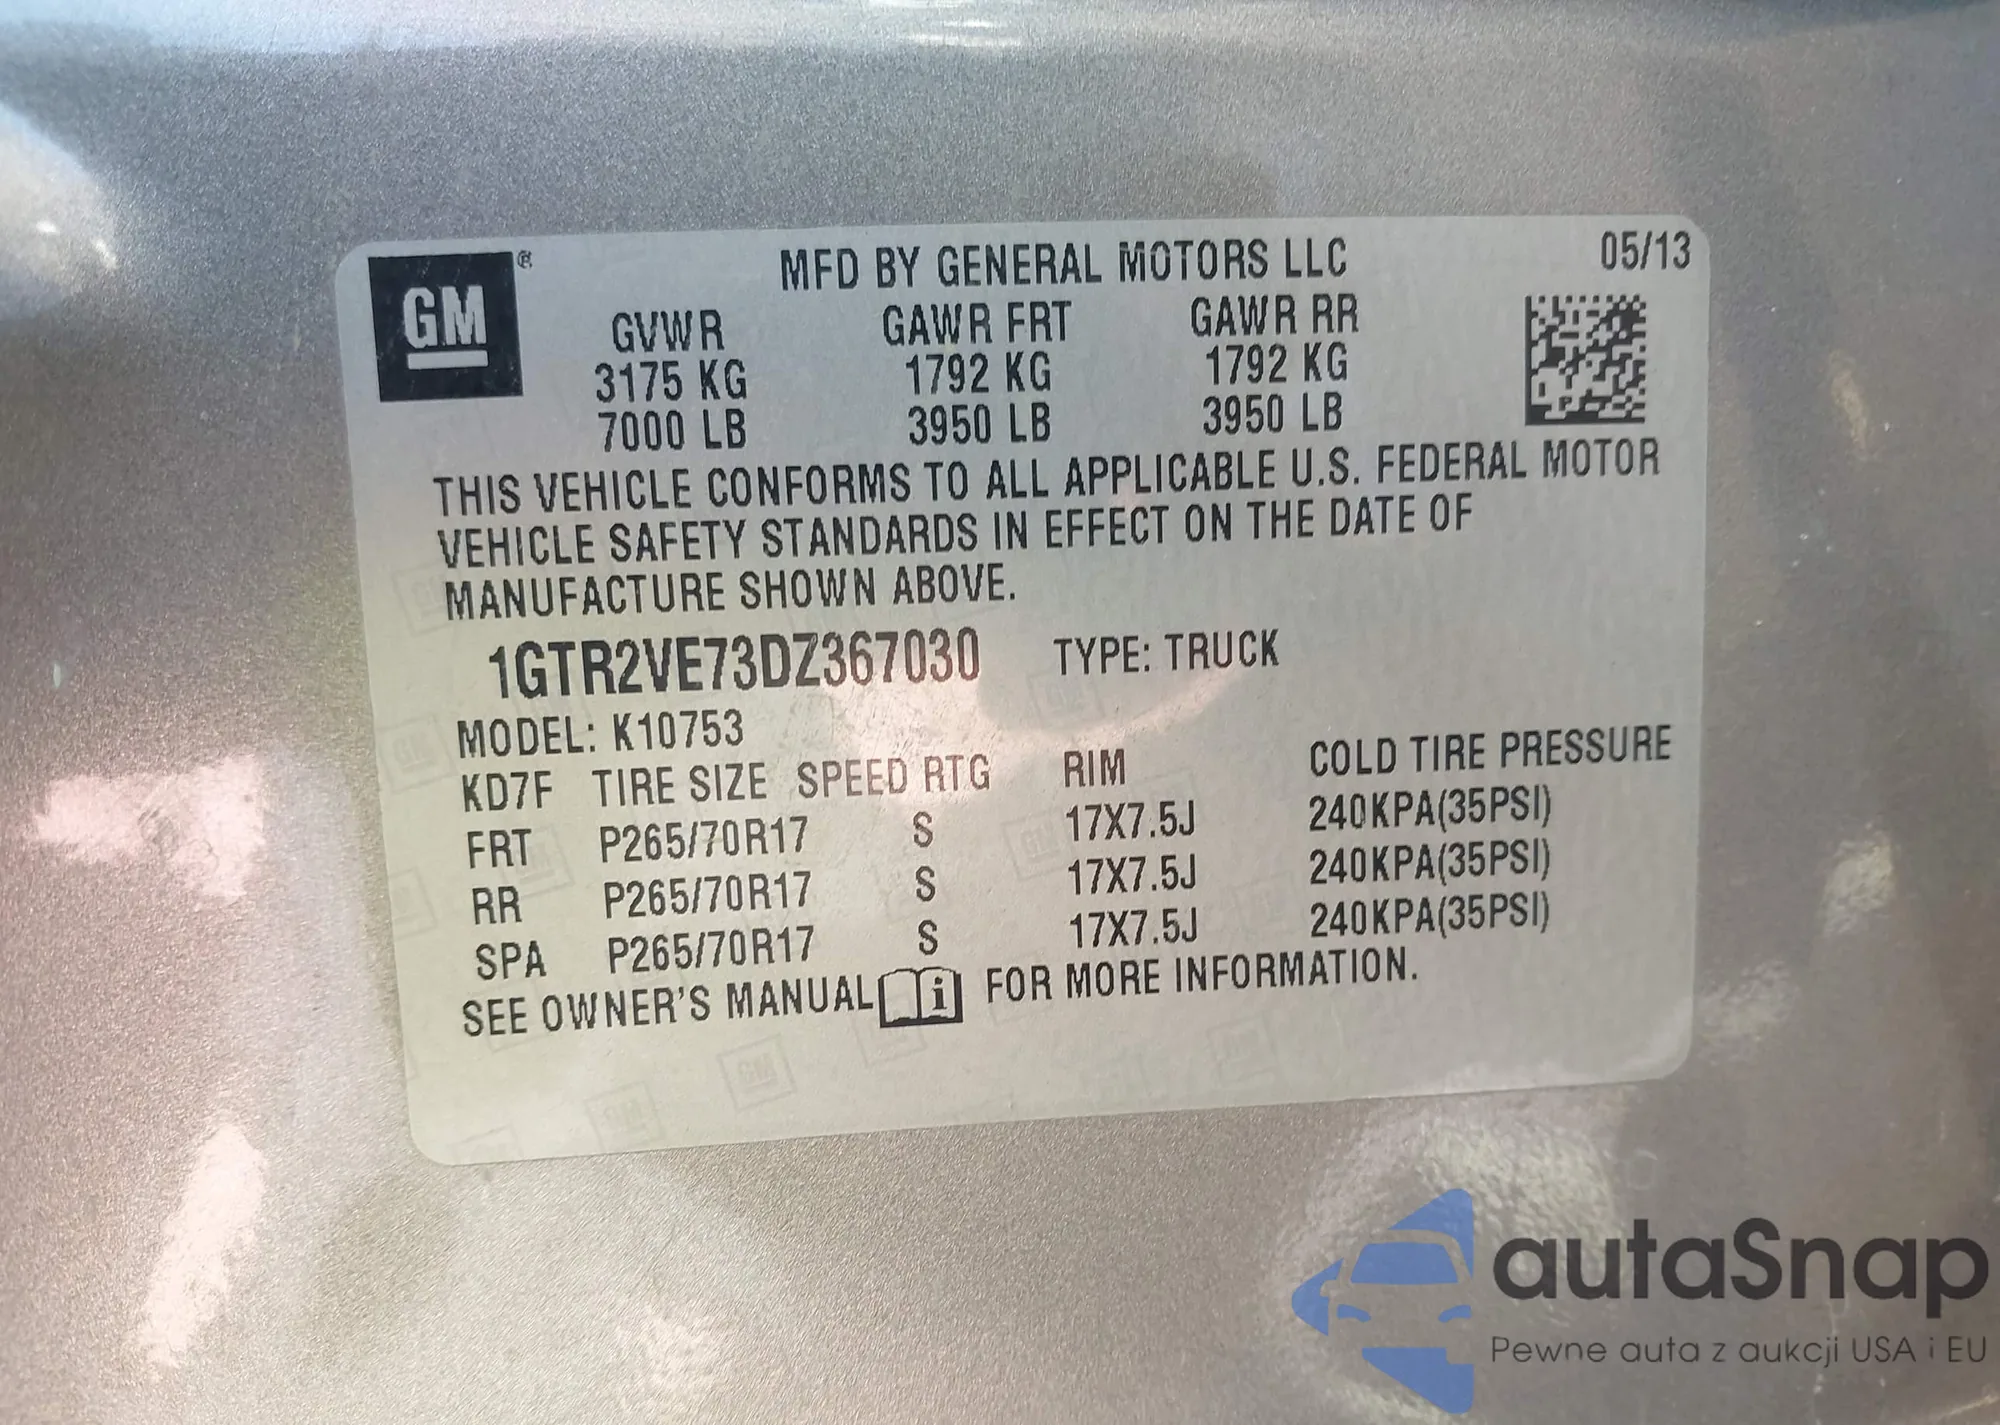 GM®
MFD BY GENERAL MOTORS LLC 05/13
GVWR GAWR FRT GAWR RR
3175 KG 1792 KG 1792 KG
7000 LB 3950 LB 3950 LB
THIS VEHICLE CONFORMS TO ALL APPLICABLE U.S. FEDERAL MOTOR
VEHICLE SAFETY STANDARDS IN EFFECT ON THE DATE OF
MANUFACTURE SHOWN ABOVE.
1GTR2VE73DZ367030 TYPE: TRUCK
MODEL: K10753
KD7F TIRE SIZE SPEED RTG RIM COLD TIRE PRESSURE
FRT P265/70R17 S 17X7.5J 240KPA(35PSI)
RR P265/70R17 S 17X7.5J 240KPA(35PSI)
SPA P265/70R17 S 17X7.5J 240KPA(35PSI)
SEE OWNER'S MANUAL i FOR MORE INFORMATION.
autaSnap
Pewne auta z aukcji USA i EU